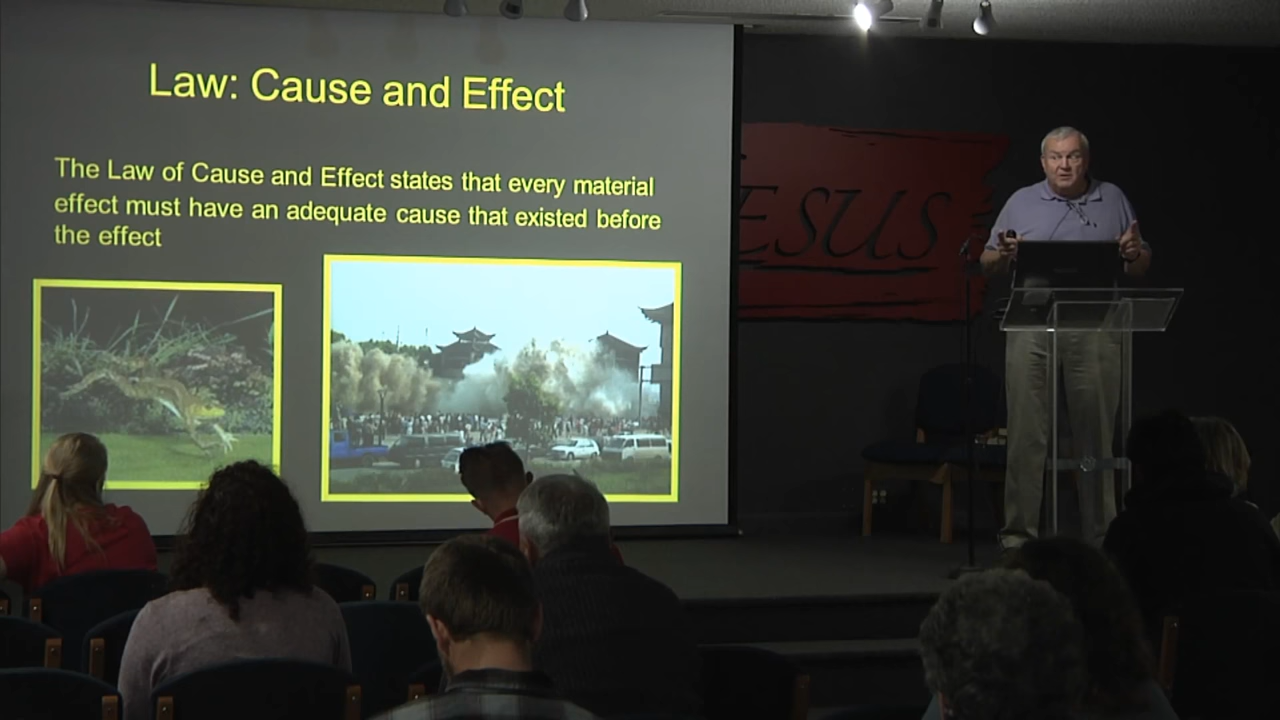 Law: Cause and Effect
The Law of Cause and Effect states that every material
effect must have an adequate cause that existed before
the effect
ESUS